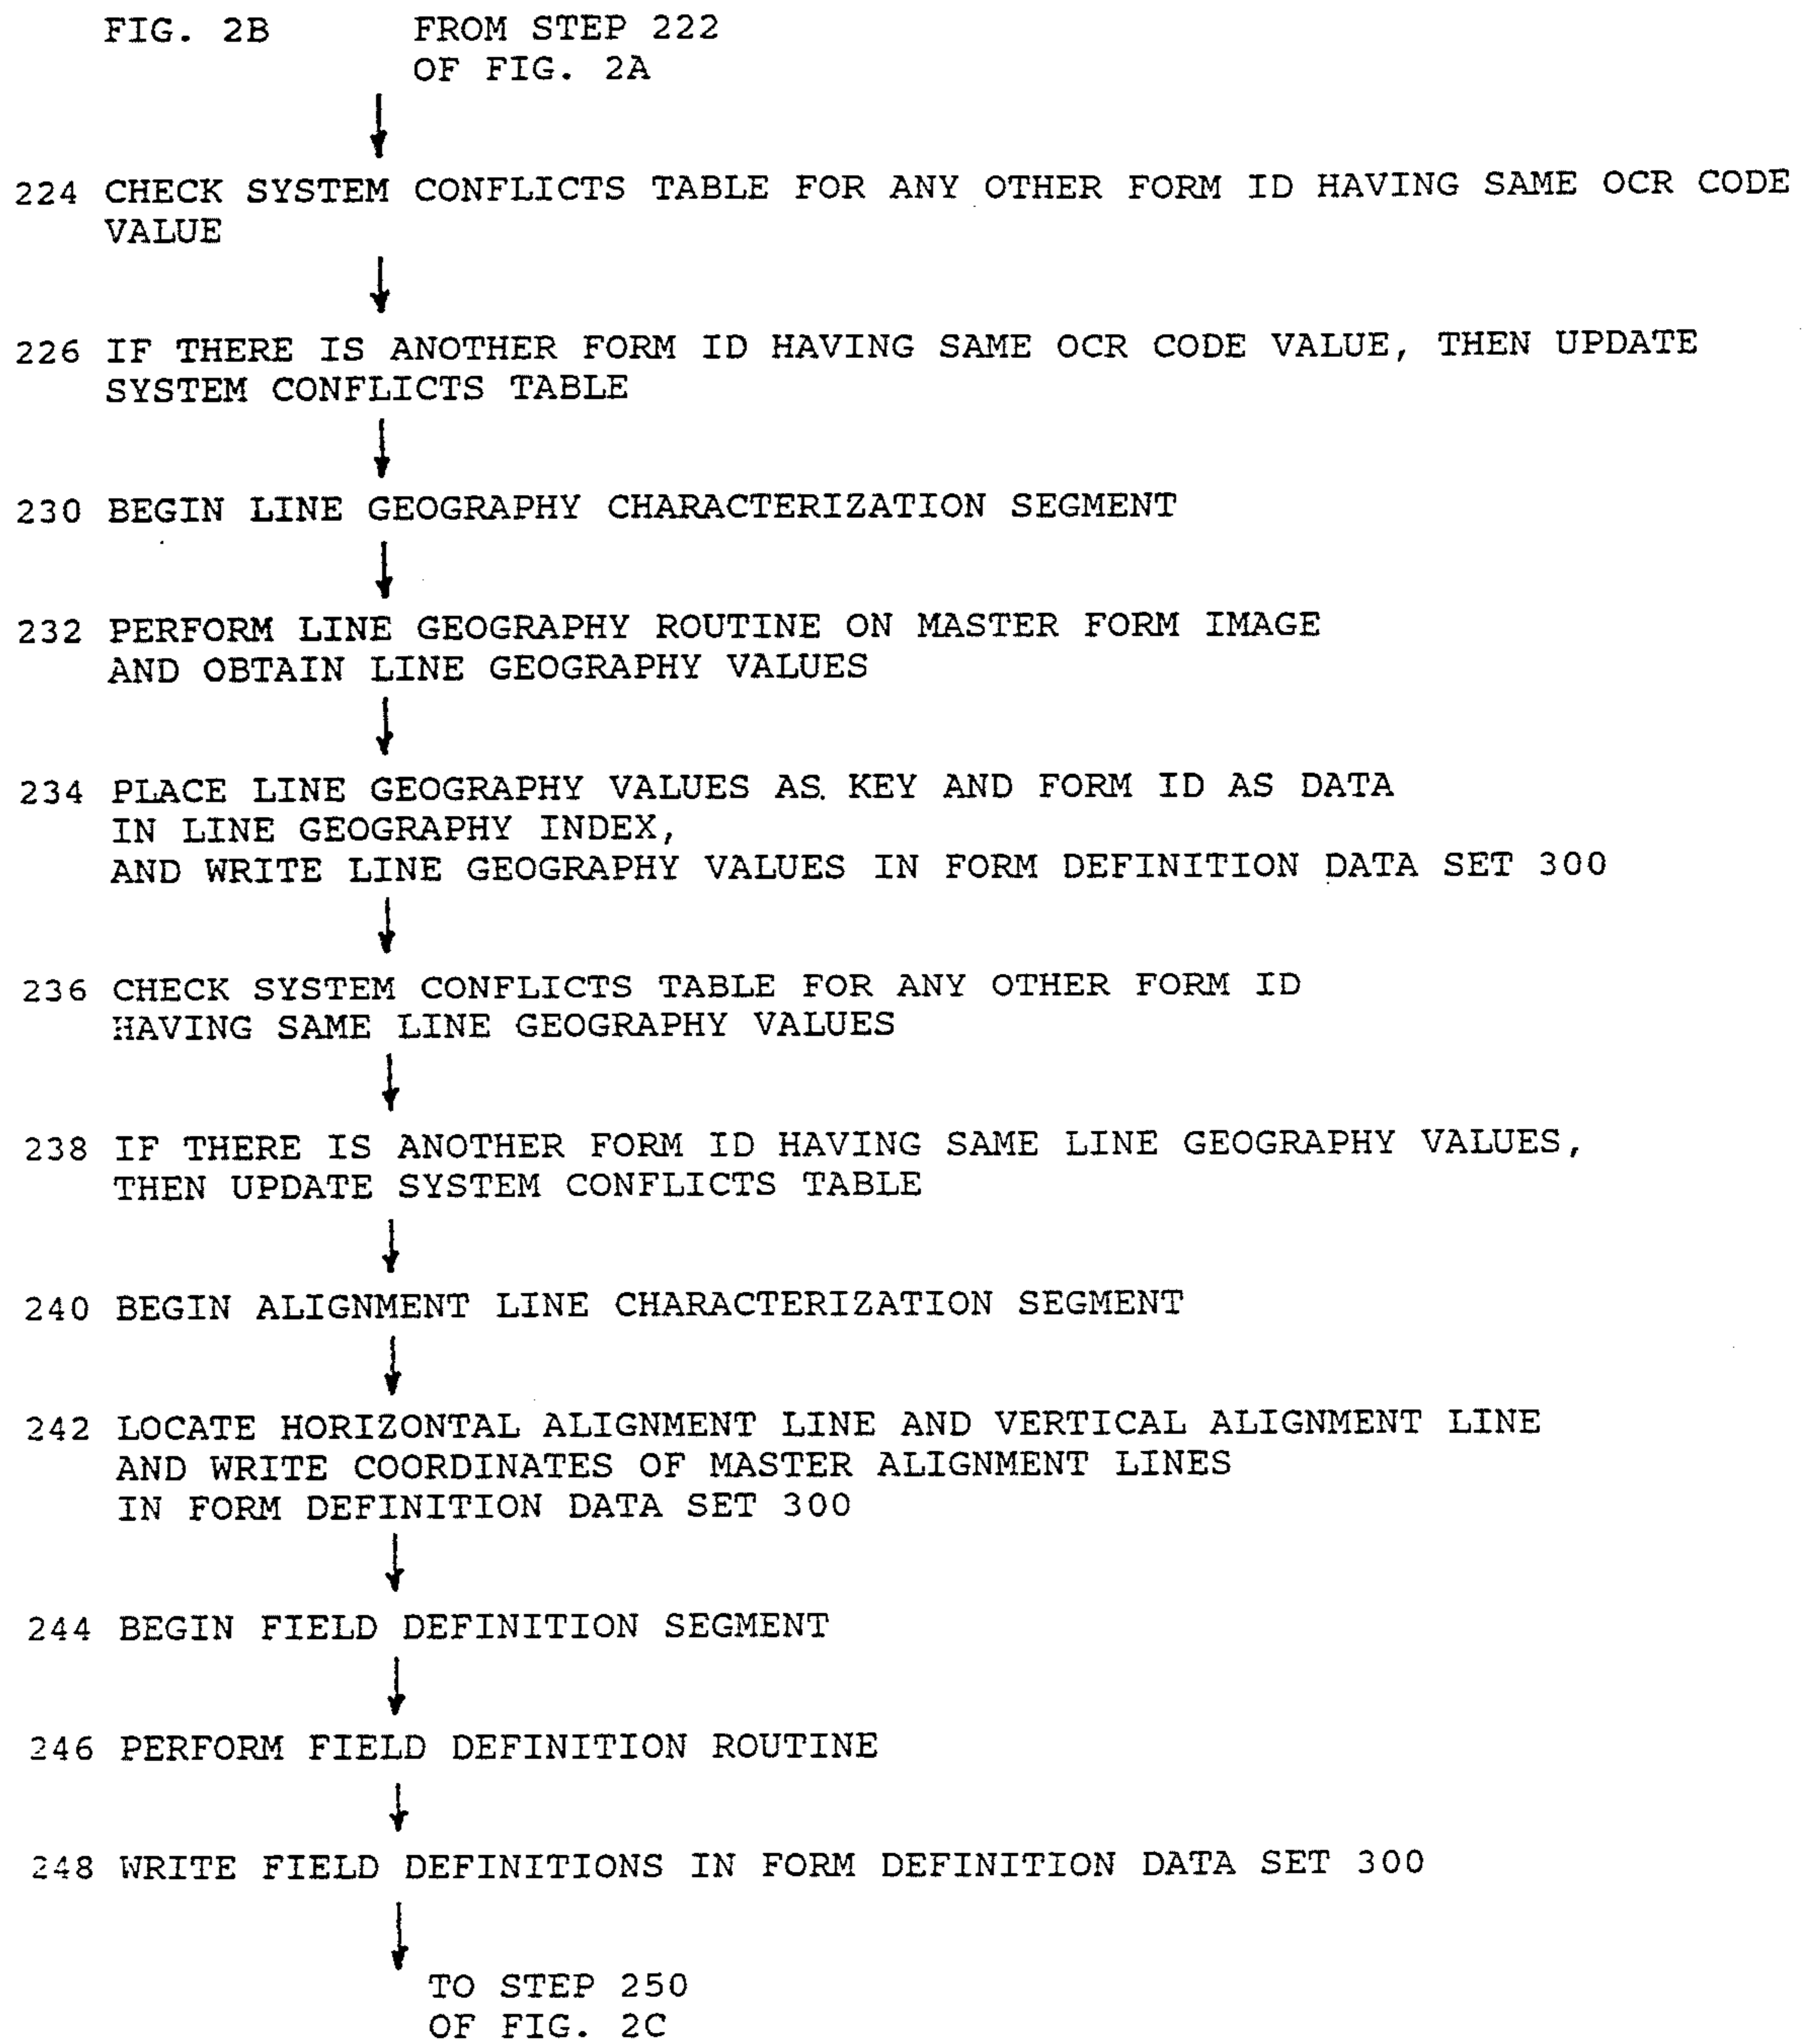 FIG. 2B FROM STEP 222
OF FIG. 2A
224 CHECK SYSTEM CONFLICTS TABLE FOR ANY OTHER FORM ID HAVING SAME OCR CODE
VALUE
226 IF THERE IS ANOTHER FORM ID HAVING SAME OCR CODE VALUE, THEN UPDATE
SYSTEM CONFLICTS TABLE
230 BEGIN LINE GEOGRAPHY CHARACTERIZATION SEGMENT
232 PERFORM LINE GEOGRAPHY ROUTINE ON MASTER FORM IMAGE
AND OBTAIN LINE GEOGRAPHY VALUES
234 PLACE LINE GEOGRAPHY VALUES AS KEY AND FORM ID AS DATA
IN LINE GEOGRAPHY INDEX,
AND WRITE LINE GEOGRAPHY VALUES IN FORM DEFINITION DATA SET 300
236 CHECK SYSTEM CONFLICTS TABLE FOR ANY OTHER FORM ID
HAVING SAME LINE GEOGRAPHY VALUES
238 IF THERE IS ANOTHER FORM ID HAVING SAME LINE GEOGRAPHY VALUES,
THEN UPDATE SYSTEM CONFLICTS TABLE
240 BEGIN ALIGNMENT LINE CHARACTERIZATION SEGMENT
242 LOCATE HORIZONTAL ALIGNMENT LINE AND VERTICAL ALIGNMENT LINE
AND WRITE COORDINATES OF MASTER ALIGNMENT LINES
IN FORM DEFINITION DATA SET 300
244 BEGIN FIELD DEFINITION SEGMENT
246 PERFORM FIELD DEFINITION ROUTINE
248 WRITE FIELD DEFINITIONS IN FORM DEFINITION DATA SET 300
TO STEP 250
OF FIG. 2C